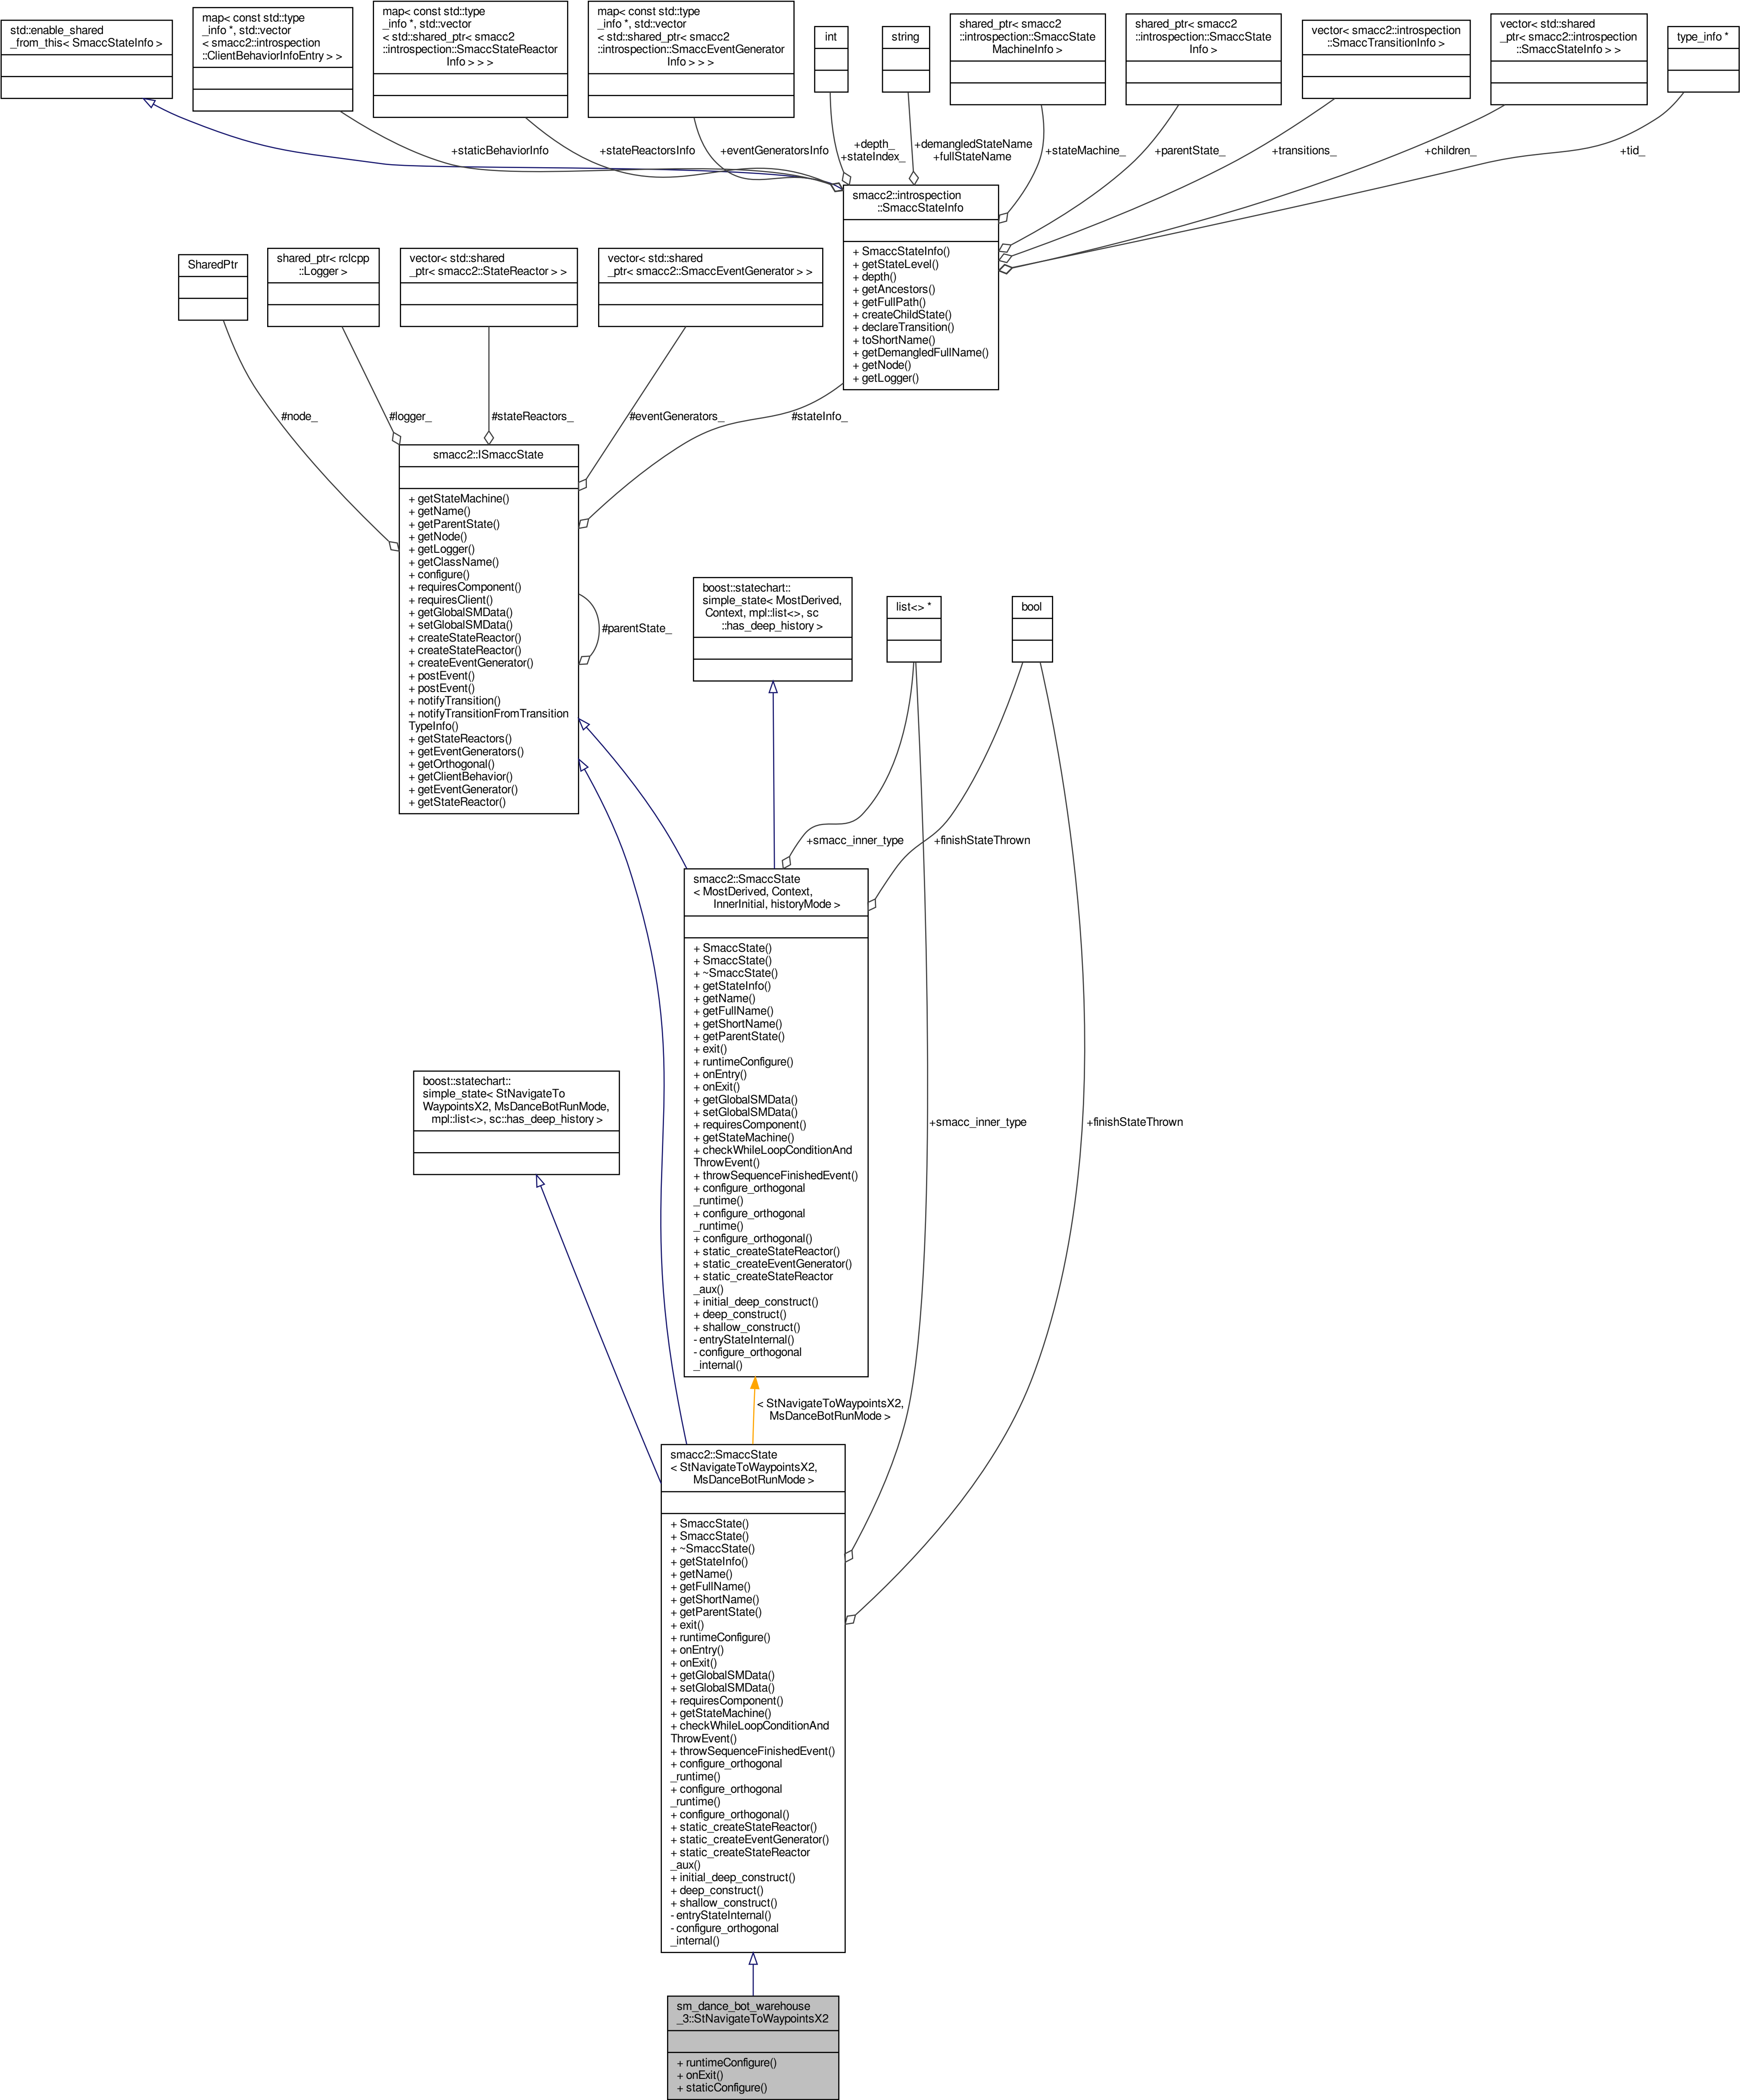 std::enable_shared
_from_this< SmaccStateInfo >
map< const std::type
_info *, std::vector
< smacc2::introspection
::ClientBehaviorInfoEntry > >
map< const std::type
_info *, std::vector
< std::shared_ptr< smacc2
::introspection::SmaccStateReactor
Info > > >
map< const std::type
_info *, std::vector
< std::shared_ptr< smacc2
::introspection::SmaccEventGenerator
Info > > >
int
string
shared_ptr< smacc2
::introspection::SmaccState
MachineInfo >
shared_ptr< smacc2
::introspection::SmaccState
Info >
vector< smacc2::introspection
::SmaccTransitionInfo >
vector< std::shared
_ptr< smacc2::introspection
::SmaccStateInfo > >
type_info *
+staticBehaviorInfo
+stateReactorsInfo
+eventGeneratorsInfo
+depth_
+stateIndex_
+demangledStateName
+fullStateName
+stateMachine_
+parentState_
+transitions_
+children_
+tid_
smacc2::introspection
::SmaccStateInfo
+ SmaccStateInfo()
+ getStateLevel()
+ depth()
+ getAncestors()
+ getFullPath()
+ createChildState()
+ declareTransition()
+ toShortName()
+ getDemangledFullName()
+ getNode()
+ getLogger()
SharedPtr
shared_ptr< rclcpp
::Logger >
vector< std::shared
_ptr< smacc2::StateReactor > >
vector< std::shared
_ptr< smacc2::SmaccEventGenerator > >
#node_
#logger_
#stateReactors_
#eventGenerators_
#stateInfo_
smacc2::ISmaccState
+ getStateMachine()
+ getName()
+ getParentState()
+ getNode()
+ getLogger()
+ getClassName()
+ configure()
+ requiresComponent()
+ requiresClient()
+ getGlobalSMData()
+ setGlobalSMData()
+ createStateReactor()
+ createStateReactor()
+ createEventGenerator()
+ postEvent()
+ postEvent()
+ notifyTransition()
+ notifyTransitionFromTransition
TypeInfo()
+ getStateReactors()
+ getEventGenerators()
+ getOrthogonal()
+ getClientBehavior()
+ getEventGenerator()
+ getStateReactor()
#parentState_
boost::statechart::
simple_state< MostDerived,
Context, mpl::list<>, sc
::has_deep_history >
list<> *
bool
+smacc_inner_type
+finishStateThrown
smacc2::SmaccState
< MostDerived, Context,
InnerInitial, historyMode >
+ SmaccState()
+ SmaccState()
+ ~SmaccState()
+ getStateInfo()
+ getName()
+ getFullName()
+ getShortName()
+ getParentState()
+ exit()
+ runtimeConfigure()
+ onEntry()
+ onExit()
+ getGlobalSMData()
+ setGlobalSMData()
+ requiresComponent()
+ getStateMachine()
+ checkWhileLoopConditionAnd
ThrowEvent()
+ throwSequenceFinishedEvent()
+ configure_orthogonal
_runtime()
+ configure_orthogonal
_runtime()
+ configure_orthogonal()
+ static_createStateReactor()
+ static_createEventGenerator()
+ static_createStateReactor
_aux()
+ initial_deep_construct()
+ deep_construct()
+ shallow_construct()
- entryStateInternal()
- configure_orthogonal
_internal()
boost::statechart::
simple_state< StNavigateTo
WaypointsX2, MsDanceBotRunMode,
mpl::list<>, sc::has_deep_history >
+smacc_inner_type
+finishStateThrown
< StNavigateToWaypointsX2,
MsDanceBotRunMode >
smacc2::SmaccState
< StNavigateToWaypointsX2,
MsDanceBotRunMode >
+ SmaccState()
+ SmaccState()
+ ~SmaccState()
+ getStateInfo()
+ getName()
+ getFullName()
+ getShortName()
+ getParentState()
+ exit()
+ runtimeConfigure()
+ onEntry()
+ onExit()
+ getGlobalSMData()
+ setGlobalSMData()
+ requiresComponent()
+ getStateMachine()
+ checkWhileLoopConditionAnd
ThrowEvent()
+ throwSequenceFinishedEvent()
+ configure_orthogonal
_runtime()
+ configure_orthogonal
_runtime()
+ configure_orthogonal()
+ static_createStateReactor()
+ static_createEventGenerator()
+ static_createStateReactor
_aux()
+ initial_deep_construct()
+ deep_construct()
+ shallow_construct()
- entryStateInternal()
- configure_orthogonal
_internal()
sm_dance_bot_warehouse
_3::StNavigateToWaypointsX2
+ runtimeConfigure()
+ onExit()
+ staticConfigure()